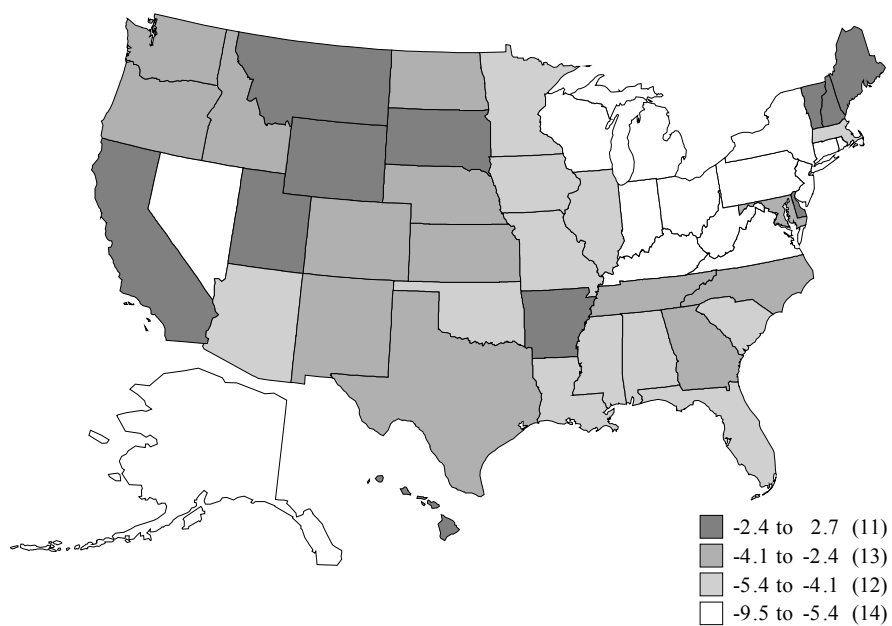 -2.4 to 2.7 (11)
-4.1 to -2.4 (13)
-5.4 to -4.1 (12)
-9.5 to -5.4 (14)